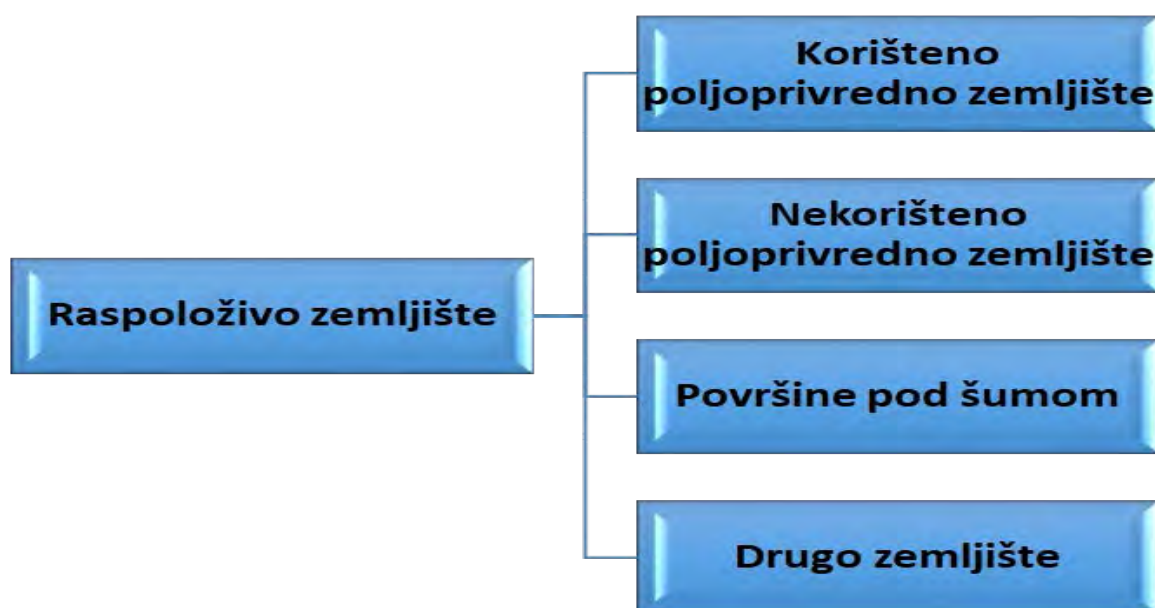 Korišteno
poljoprivredno zemljište
Nekorišteno
poljoprivredno zemljište
Raspoloživo zemljište
Površine pod šumom
Drugo zemljište